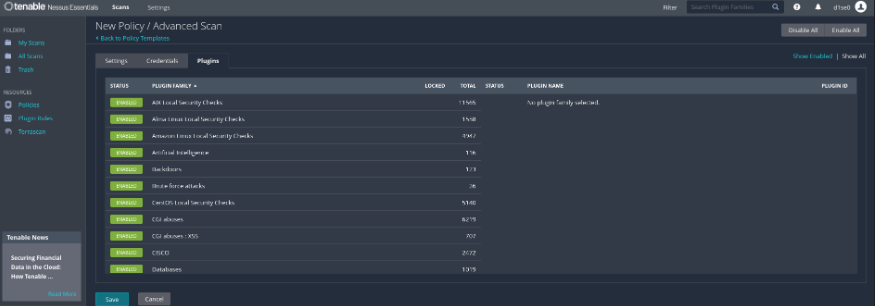 tenable Nessus Essentials Scans Settings Filter Search Plugin Families d1se0
FOLDERS
My Scans
All Scans
Trash
RESOURCES
Policies
Plugin Rules
Terrascan
New Policy / Advanced Scan
Back to Policy Templates
Disable All Enable All
Settings Credentials Plugins
Show Enabled | Show All
STATUS PLUGIN FAMILY LOCKED TOTAL STATUS PLUGIN NAME PLUGIN ID
ENABLED AIX Local Security Checks 11565 No plugin family selected.
ENABLED Alma Linux Local Security Checks
ENABLED Amazon Linux Local Security Checks
ENABLED Artificial Intelligence 116
ENABLED Backdoors 123
ENABLED Brute force attacks 26
ENABLED CentOS Local Security Checks
ENABLED CGI abuses 6219
ENABLED CGI abuses : XSS 707
ENABLED CISCO 2472
ENABLED Databases 1019
Tenable News
Securing Financial
Data in the Cloud:
How Tenable ...
Read More
Save Cancel